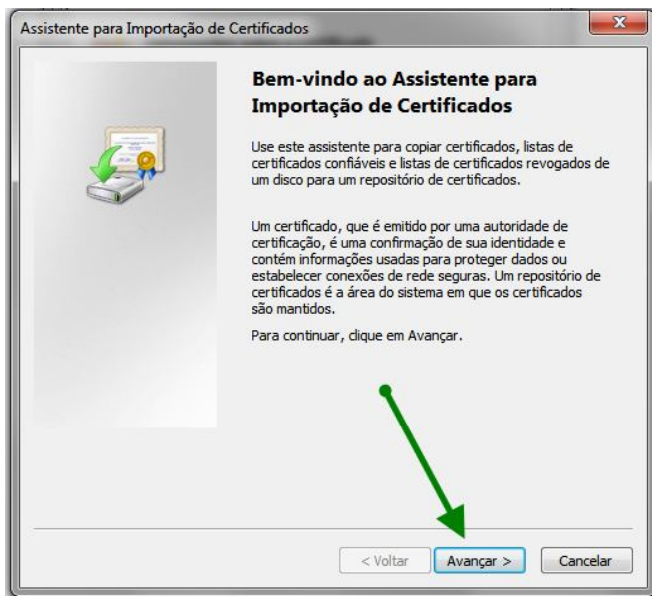 Assistente para Importação de Certificados
Bem-vindo ao Assistente para
Importação de Certificados
Use este assistente para copiar certificados, listas de
certificados confiáveis e listas de certificados revogados de
um disco para um repositório de certificados.
Um certificado, que é emitido por uma autoridade de
certificação, é uma confirmação de sua identidade e
contém informações usadas para proteger dados ou
estabelecer conexões de rede seguras. Um repositório de
certificados é a área do sistema em que os certificados
são mantidos.
Para continuar, clique em Avançar.
< Voltar Avançar > Cancelar